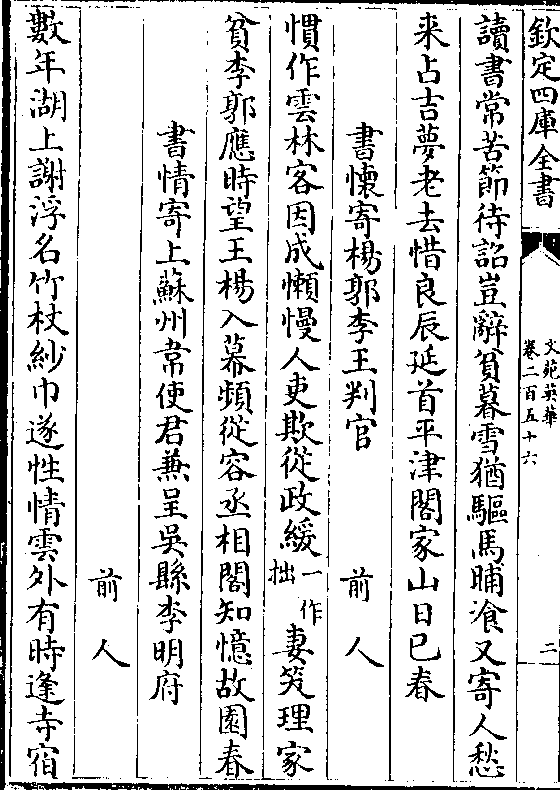 欽定四庫全書
文苑英華
卷二百五十六
二
讀書常苦節待詔豈辭貧暮雪猶驅馬晡飡又寄人愁
来占吉夢老去惜良辰延首平津閣家山日已春
書懷寄楊郭李王判官
前人
慣作雲林客因成懶慢人吏欺從政緩一作拙妻笑理家
貧李郭應時望王楊入幕頻從容丞相閣知憶故園春
書情寄上蘇州韋使君兼呈吳縣李明府
前人
數年湖上謝浮名竹杖紗巾遂性情雲外有時逢寺宿